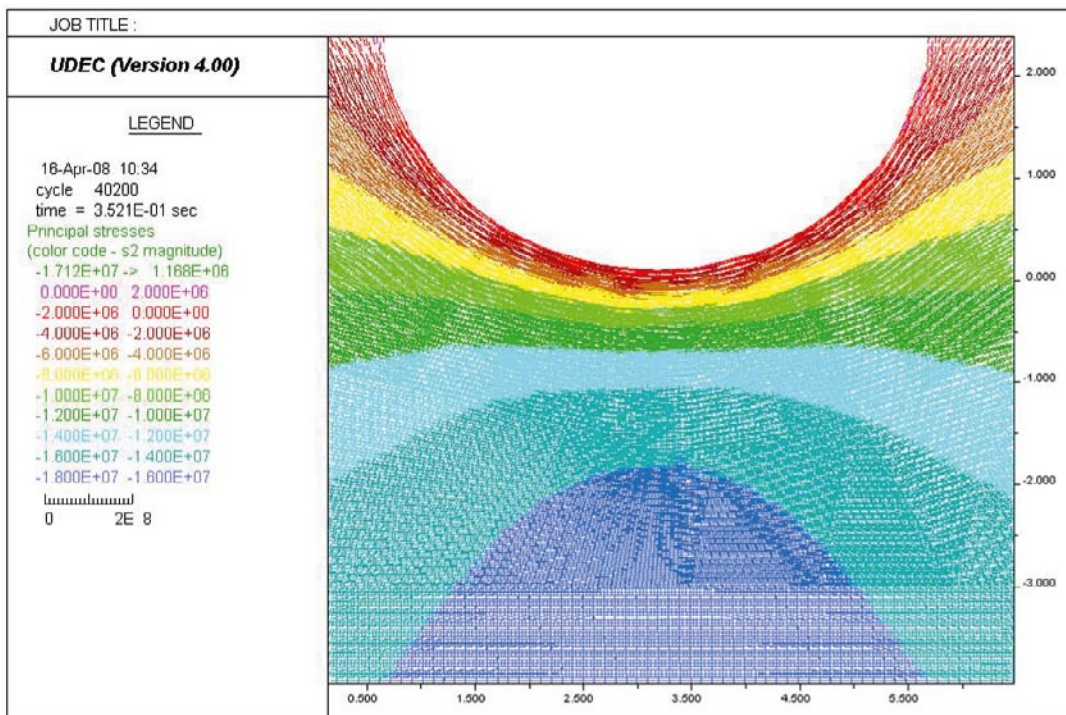 JOB TITLE :
UDEC (Version 4.00)
LEGEND
16-Apr-08 10:34
cycle 40200
time = 3.521E-01 sec
Principal stresses
(color code - s2 magnitude)
-1.712E+07 -> 1.168E+06
0.000E+00 2.000E+06
-2.000E+06 0.000E+00
-4.000E+06 -2.000E+06
-6.000E+06 -4.000E+06
-8.000E+06 -6.000E+06
-1.000E+07 -8.000E+06
-1.200E+07 -1.000E+07
-1.400E+07 -1.200E+07
-1.600E+07 -1.400E+07
-1.800E+07 -1.600E+07
0 2E 8
2.000
1.000
0.000
-1.000
-2.000
-3.000
0.500 1.500 2.500 3.500 4.500 5.500